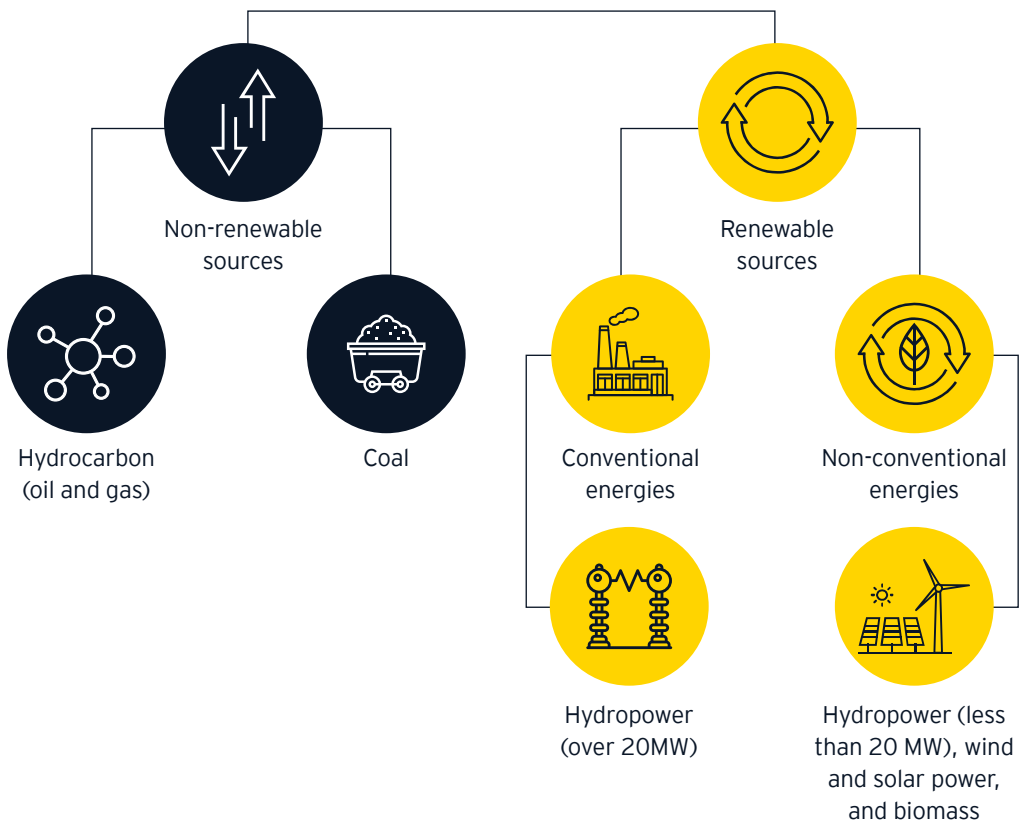 Non-renewable
sources
Renewable
sources
Hydrocarbon
(oil and gas)
Coal
Conventional
energies
Non-conventional
energies
Hydropower
(over 20MW)
Hydropower (less
than 20 MW), wind
and solar power,
and biomass